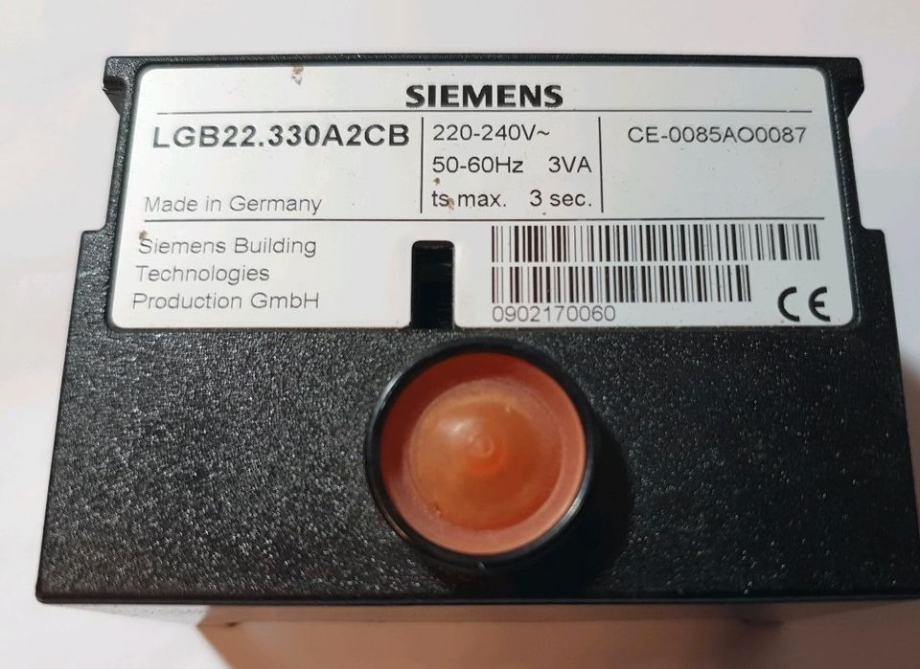 SIEMENS
LGB22.330A2CB
220-240V~
50-60Hz 3VA
ts max. 3 sec.
CE-0085AO0087
Made in Germany
Siemens Building
Technologies
Production GmbH
0902170060
CE